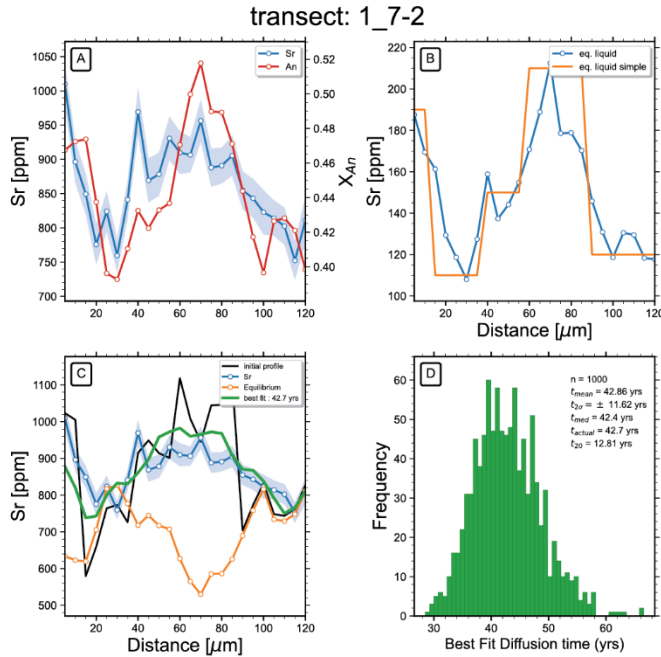 transect: 1_7-2
A
Sr
An
1050
1000
950
900
850
800
750
700
0.52
0.50
0.48
0.46
0.44
0.42
0.40
Sr [ppm]
X_An
20 40 60 80 100 120
B
eq. liquid
eq. liquid simple
220
200
180
160
140
120
100
Sr [ppm]
20 40 60 80 100 120
Distance [μm]
C
initial profile
Sr
Equilibrium
best fit : 42.7 yrs
1100
1000
900
800
700
600
500
Sr [ppm]
20 40 60 80 100 120
Distance [μm]
D
n = 1000
t_mean = 42.86 yrs
t_2σ = ± 11.62 yrs
t_med = 42.4 yrs
t_actual = 42.7 yrs
t_20 = 12.81 yrs
60
50
40
30
20
10
0
Frequency
30 40 50 60
Best Fit Diffusion time (yrs)